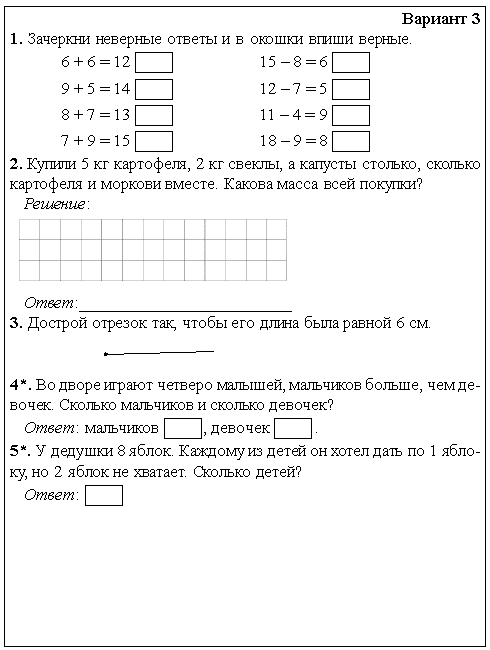 Вариант 3
1. Зачеркни неверные ответы и в окошки впиши верные.
6 + 6 = 12 15 – 8 = 6
9 + 5 = 14 12 – 7 = 5
8 + 7 = 13 11 – 4 = 9
7 + 9 = 15 18 – 9 = 8
2. Купили 5 кг картофеля, 2 кг свеклы, а капусты столько, сколько
картофеля и моркови вместе. Какова масса всей покупки?
Решение:
Ответ:
3. Дострой отрезок так, чтобы его длина была равной 6 см.
4*. Во дворе играют четверо малышей, мальчиков больше, чем де-
вочек. Сколько мальчиков и сколько девочек?
Ответ: мальчиков , девочек .
5*. У дедушки 8 яблок. Каждому из детей он хотел дать по 1 ябло-
ку, но 2 яблок не хватает. Сколько детей?
Ответ: